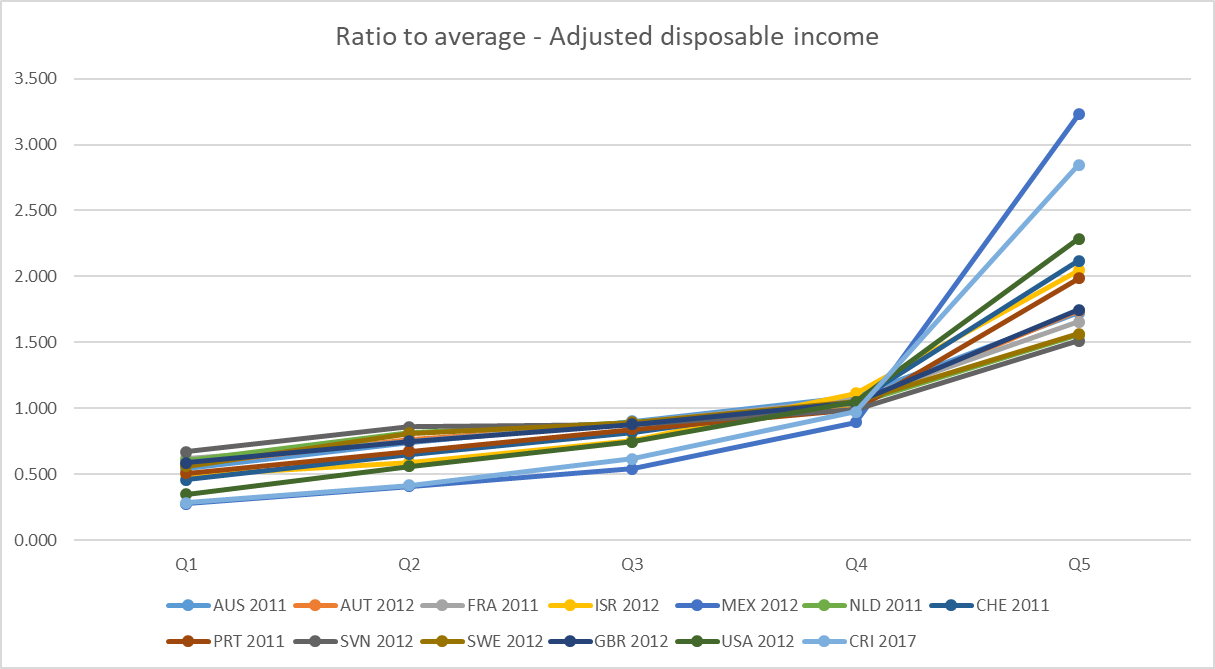 Ratio to average - Adjusted disposable income
3.500
3.000
2.500
2.000
1.500
1.000
0.500
0.000
Q1 Q2 Q3 Q4 Q5
AUS 2011 AUT 2012 FRA 2011 ISR 2012 MEX 2012 NLD 2011 CHE 2011
PRT 2011 SVN 2012 SWE 2012 GBR 2012 USA 2012 CRI 2017